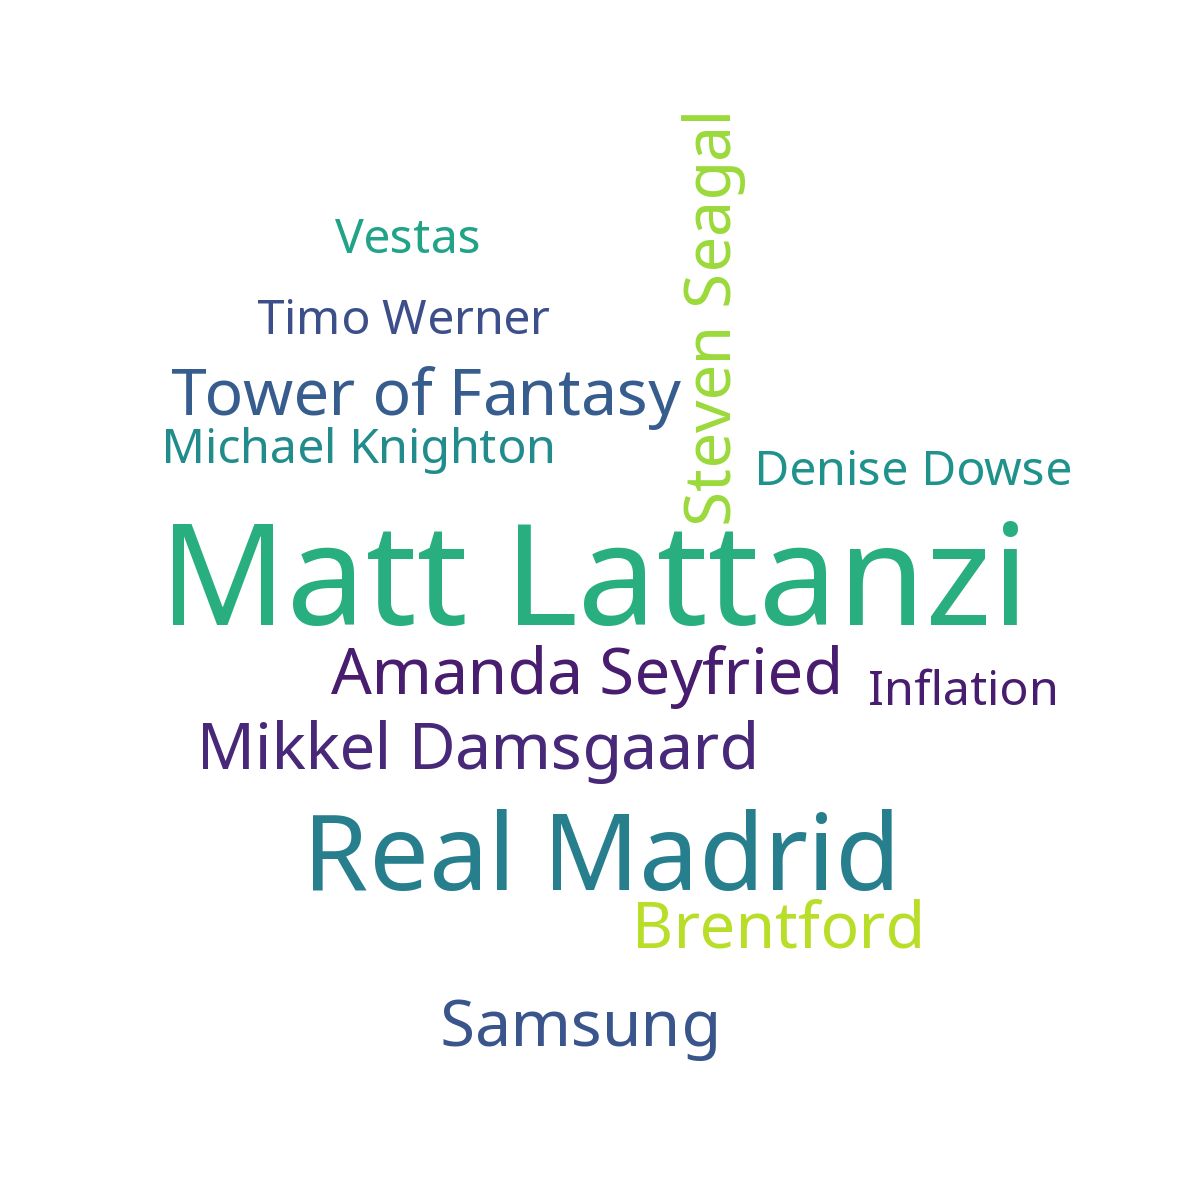 Steven Seagal
Vestas
Timo Werner
Tower of Fantasy
Michael Knighton
Denise Dowse
Matt Lattanzi
Amanda Seyfried
Inflation
Mikkel Damsgaard
Real Madrid
Brentford
Samsung